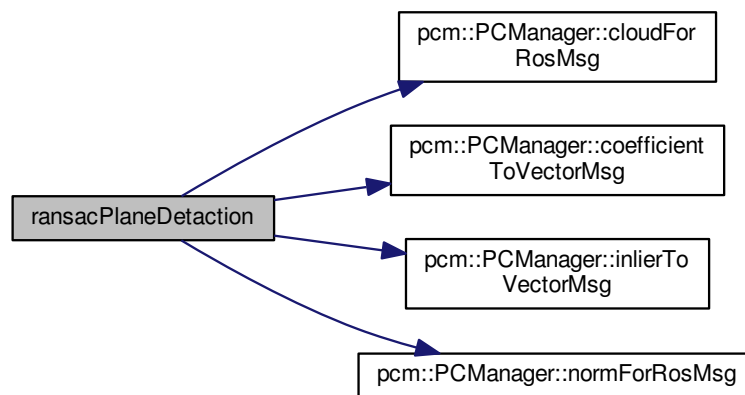 ransacPlaneDetaction
pcm::PCManager::cloudFor
RosMsg
pcm::PCManager::coefficient
ToVectorMsg
pcm::PCManager::inlierTo
VectorMsg
pcm::PCManager::normForRosMsg